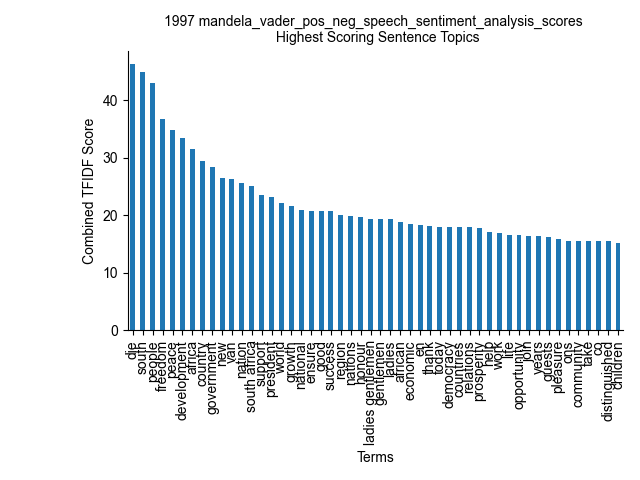 1997 mandela_vader_pos_neg_speech_sentiment_analysis_scores
Highest Scoring Sentence Topics
Combined TFIDF Score
40
30
20
10
0
die
south
people
freedom
peace
development
africa
country
government
new
van
nation
south africa
support
president
world
growth
national
ensure
good
success
region
nations
honour
ladies gentlemen
gentlemen
ladies
african
economic
en
thank
today
democracy
countries
relations
prosperity
help
work
life
opportunity
join
years
guests
pleasure
ons
community
take
co
distinguished
children
Terms